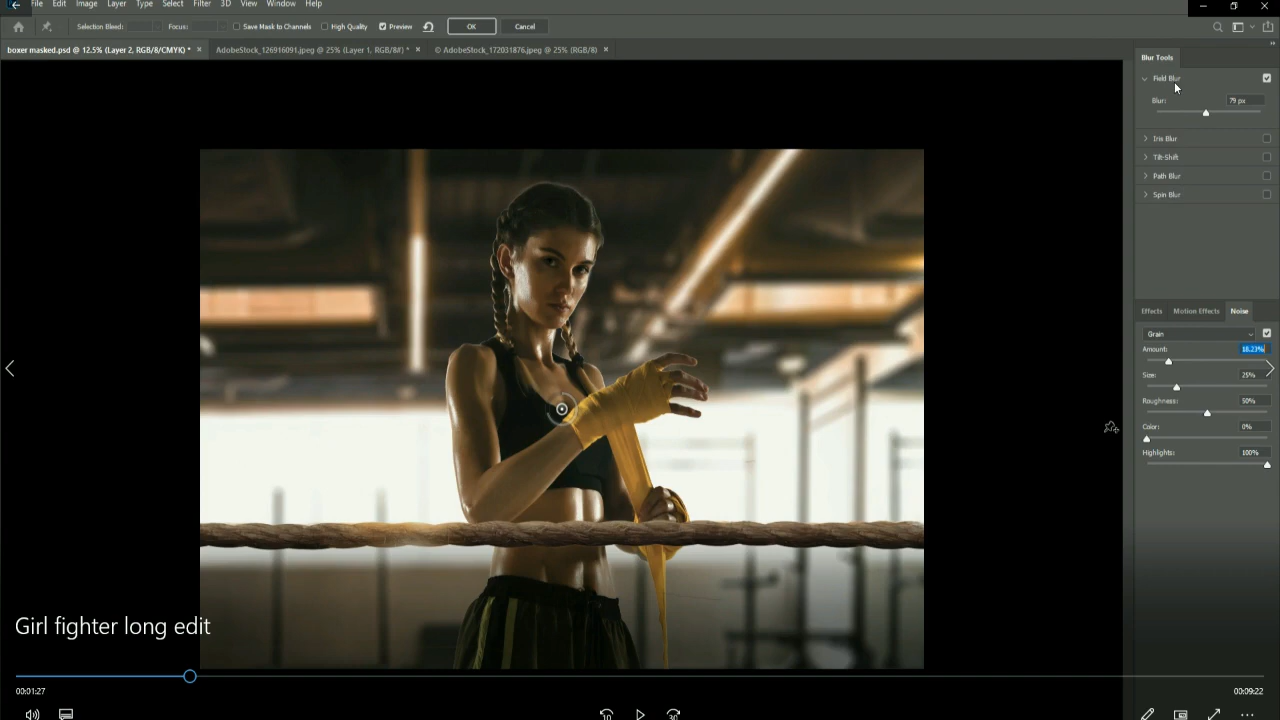 File Edit Image Layer Type Select Filter 3D View Window Help
Selection Bleed: Focus: Save Mask to Channels High Quality Preview OK Cancel
boxer masked.psd @ 12.5% (Layer 2, RGB/8/CMYK) * × AdobeStock_126916091.jpeg @ 25% (Layer 1, RGB/8#) * × © AdobeStock_172031876.jpeg @ 25% (RGB/8) ×
Blur Tools
Field Blur
Blur: 79 px
Iris Blur
Tilt-Shift
Path Blur
Spin Blur
Effects Motion Effects Noise
Grain
Amount: 18.23%
Size: 25%
Roughness: 50%
Color: 0%
Highlights: 100%
Girl fighter long edit
00:01:27 00:09:22
10 30